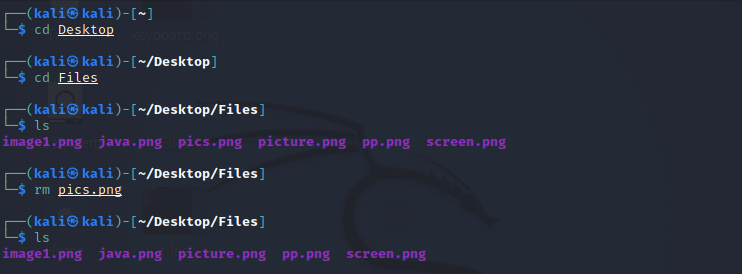 ┌──(kali㉿kali)-[~]
└─$ cd Desktop
keyboard.png
┌──(kali㉿kali)-[~/Desktop]
└─$ cd Files
┌──(kali㉿kali)-[~/Desktop/Files]
└─$ ls
image1.png  java.png  pics.png  picture.png  pp.png  screen.png
┌──(kali㉿kali)-[~/Desktop/Files]
└─$ rm pics.png
┌──(kali㉿kali)-[~/Desktop/Files]
└─$ ls
image1.png  java.png  picture.png  pp.png  screen.png